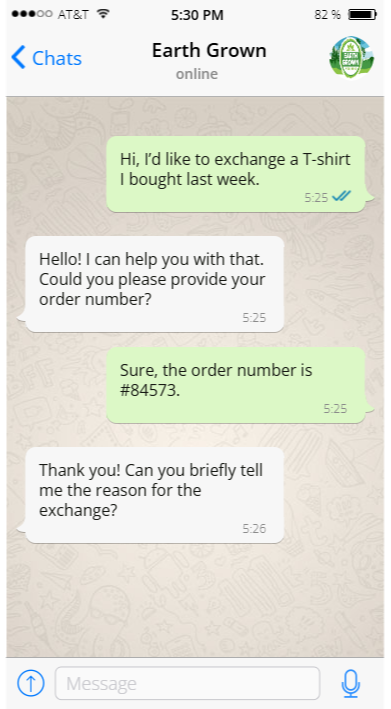 AT&T 5:30 PM 82 %
Chats Earth Grown
online
EARTH
GROWN
Hi, I’d like to exchange a T-shirt
I bought last week.
5:25
Hello! I can help you with that.
Could you please provide your
order number?
5:25
Sure, the order number is
#84573.
5:25
Thank you! Can you briefly tell
me the reason for the
exchange?
5:26
Message